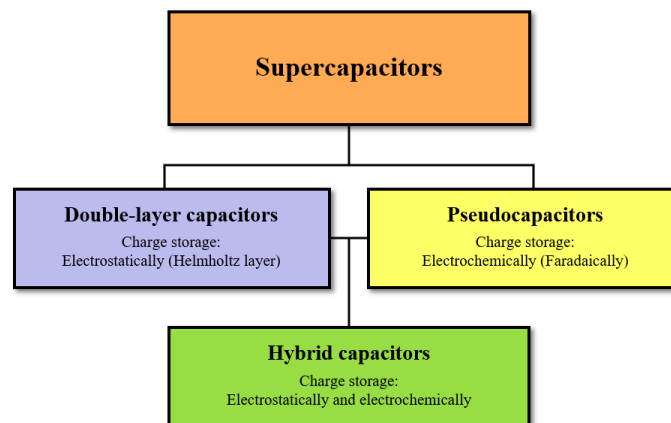 Supercapacitors
Double-layer capacitors
Charge storage:
Electrostatically (Helmholtz layer)
Pseudocapacitors
Charge storage:
Electrochemically (Faradaically)
Hybrid capacitors
Charge storage:
Electrostatically and electrochemically